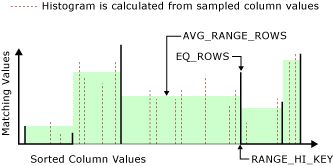 Histogram is calculated from sampled column values
AVG_RANGE_ROWS
EQ_ROWS
Matching Values
Sorted Column Values
RANGE_HI_KEY